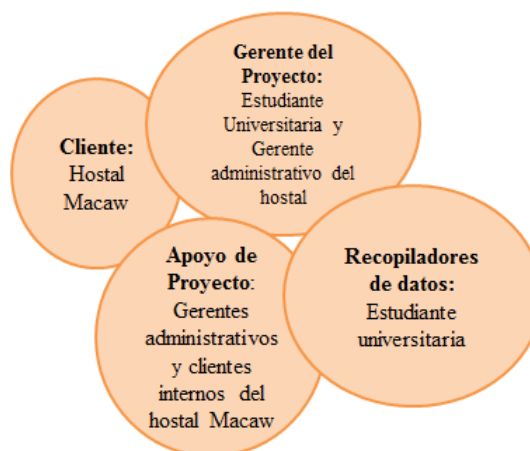 Gerente del
Proyecto:
Estudiante
Universitaria y
Gerente
administrativo del
hostal
Cliente:
Hostal
Macaw
Apoyo de
Proyecto:
Gerentes
administrativos
y clientes
internos del
hostal Macaw
Recopiladores
de datos:
Estudiante
universitaria